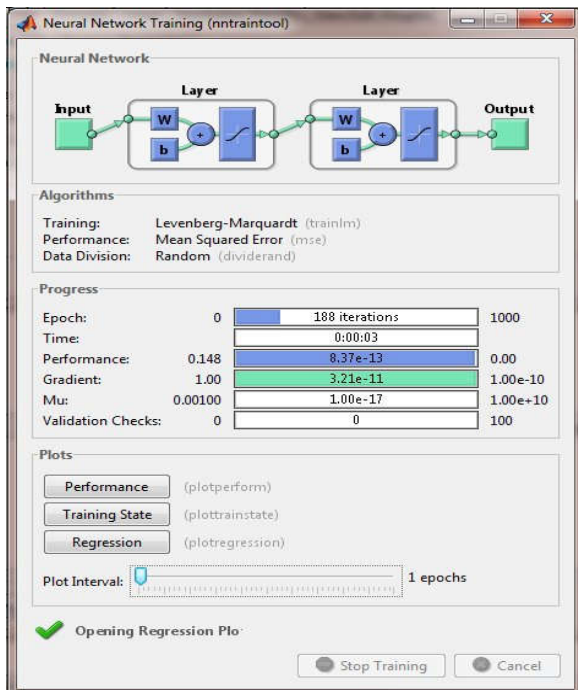 Neural Network Training (nntraintool)
Neural Network
Layer Layer
Input Output
W W
b b
+ +
Algorithms
Training: Levenberg-Marquardt (trainlm)
Performance: Mean Squared Error (mse)
Data Division: Random (dividerand)
Progress
Epoch: 0 188 iterations 1000
Time: 0:00:03
Performance: 0.148 8.37e-13 0.00
Gradient: 1.00 3.21e-11 1.00e-10
Mu: 0.00100 1.00e-17 1.00e+10
Validation Checks: 0 0 100
Plots
Performance (plotperform)
Training State (plottrainstate)
Regression (plotregression)
Plot Interval: 1 epochs
Opening Regression Plo
Stop Training Cancel